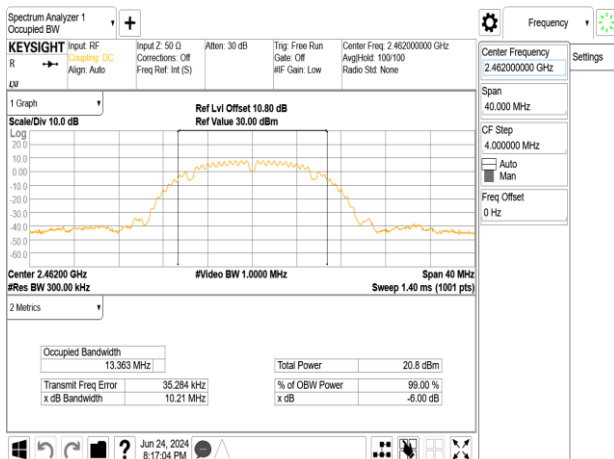 Spectrum Analyzer 1
Occupied BW
Frequency
KEYSIGHT
R
LXI
Input: RF
Coupling: DC
Align: Auto
Input Z: 50 Ω
Corrections: Off
Freq Ref: Int (S)
Atten: 30 dB
Trig: Free Run
Gate: Off
#IF Gain: Low
Center Freq: 2.462000000 GHz
Avg|Hold: 100/100
Radio Std: None
Center Frequency
2.462000000 GHz
Settings
Span
40.000 MHz
CF Step
4.000000 MHz
Auto
Man
Freq Offset
0 Hz
1 Graph
Scale/Div 10.0 dB
Ref Lvl Offset 10.80 dB
Ref Value 30.00 dBm
Log
20.0
10.0
0.00
-10.0
-20.0
-30.0
-40.0
-50.0
-60.0
Center 2.46200 GHz
#Video BW 1.0000 MHz
Span 40 MHz
#Res BW 300.00 kHz
Sweep 1.40 ms (1001 pts)
2 Metrics
Occupied Bandwidth
13.363 MHz
Total Power 20.8 dBm
Transmit Freq Error 35.284 kHz
% of OBW Power 99.00 %
x dB Bandwidth 10.21 MHz
x dB -6.00 dB
?
Jun 24, 2024
8:17:04 PM